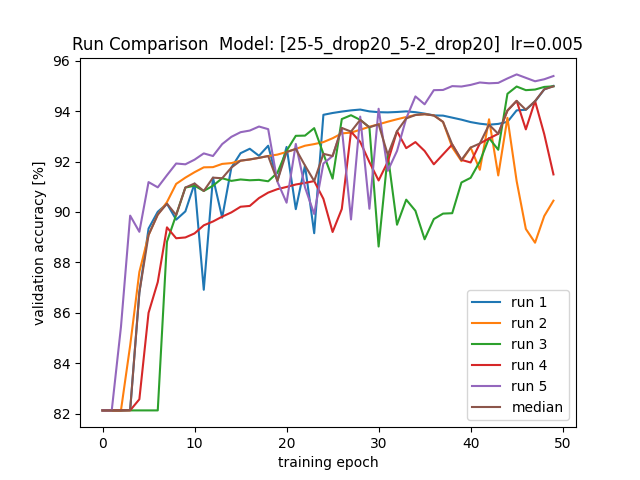 Run Comparison  Model: [25-5_drop20_5-2_drop20]  lr=0.005
validation accuracy [%]
96
94
92
90
88
86
84
82
0
10
20
30
40
50
training epoch
run 1
run 2
run 3
run 4
run 5
median